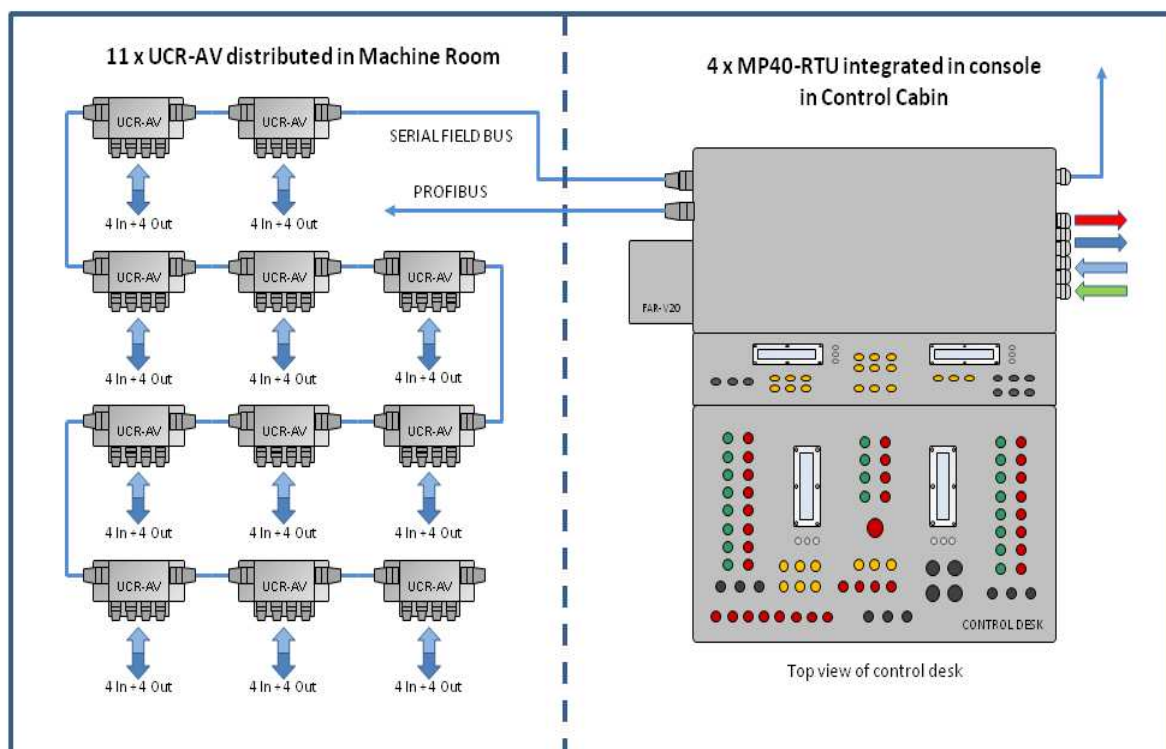 11 x UCR-AV distributed in Machine Room
4 x MP40-RTU integrated in console
in Control Cabin
UCR-AV
UCR-AV
SERIAL FIELD BUS
PROFIBUS
4 In + 4 Out
4 In + 4 Out
UCR-AV
UCR-AV
UCR-AV
FAR-V20
4 In + 4 Out
4 In + 4 Out
4 In + 4 Out
UCR-AV
UCR-AV
UCR-AV
4 In + 4 Out
4 In + 4 Out
4 In + 4 Out
UCR-AV
UCR-AV
UCR-AV
CONTROL DESK
4 In + 4 Out
4 In + 4 Out
4 In + 4 Out
Top view of control desk